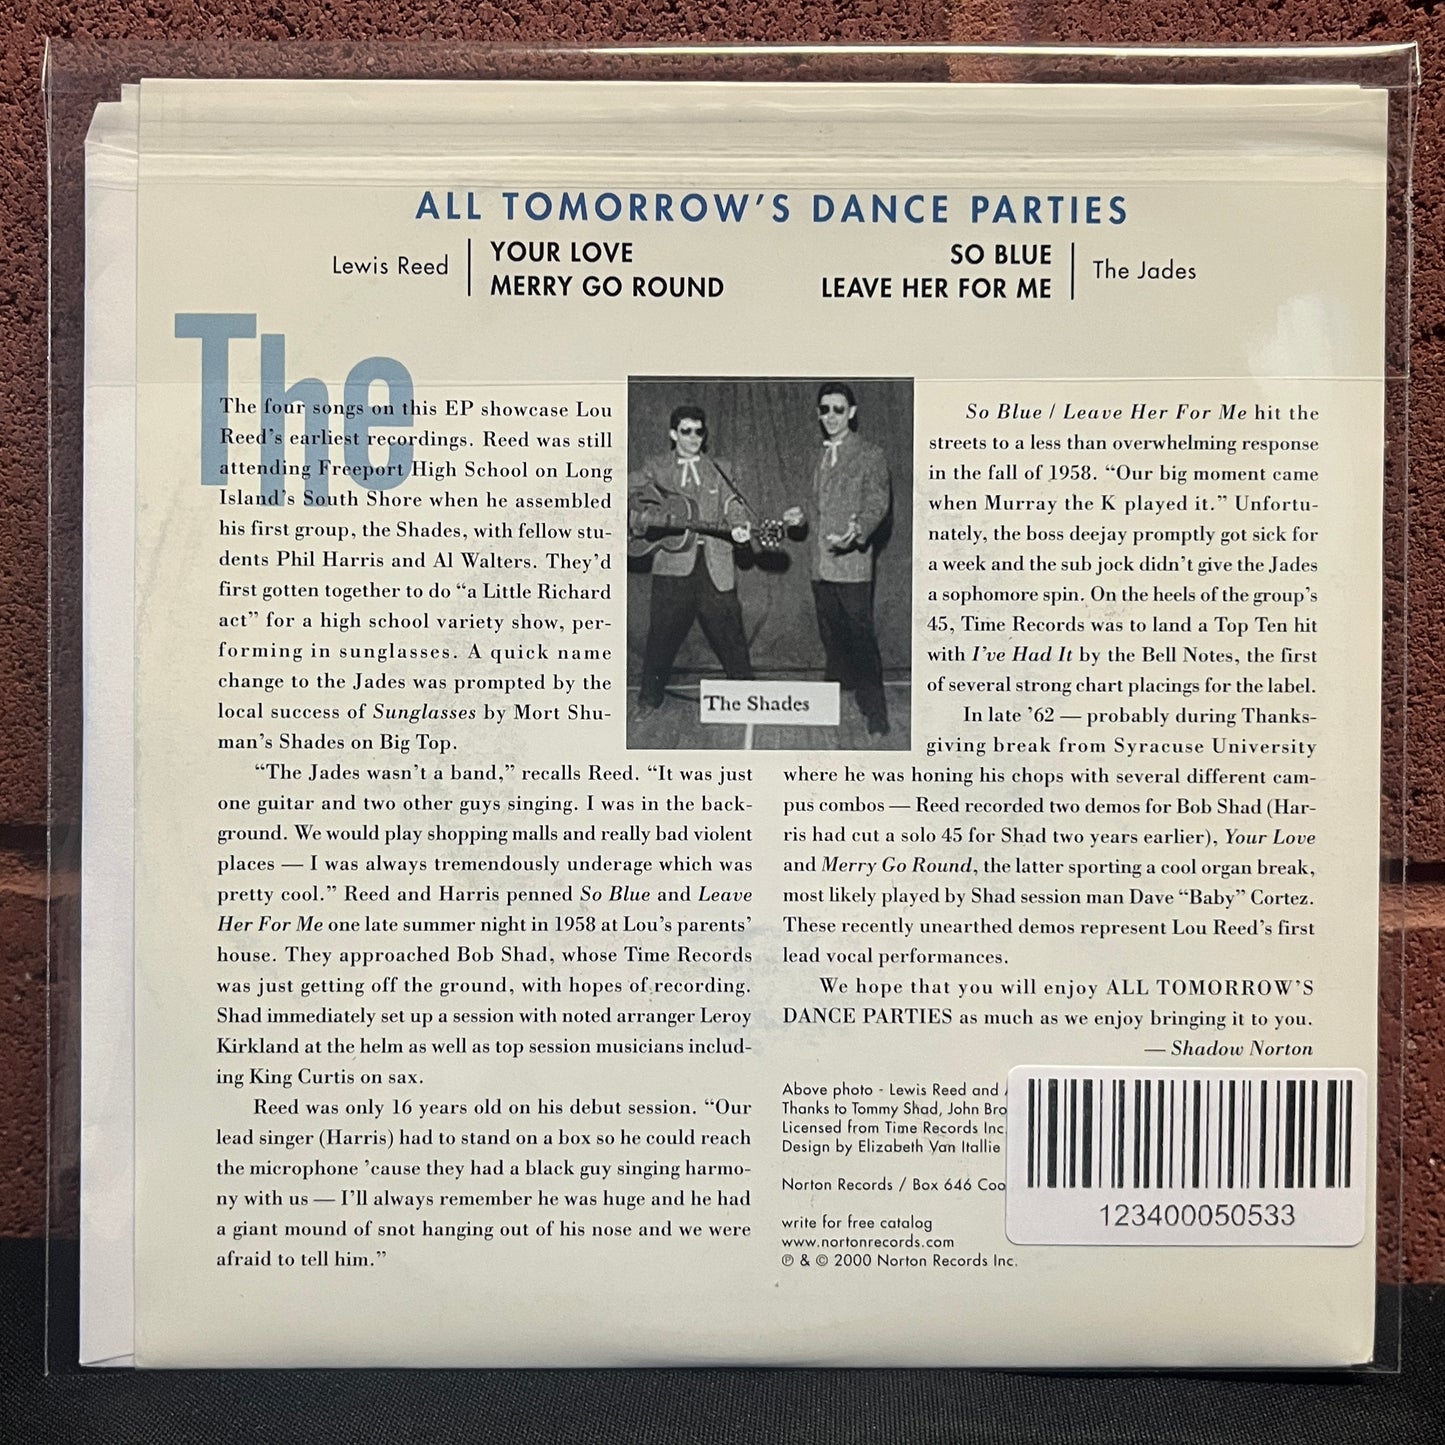 ALL TOMORROW'S DANCE PARTIES
Lewis Reed
YOUR LOVE
MERRY GO ROUND
SO BLUE
LEAVE HER FOR ME
The Jades
The
The four songs on this EP showcase Lou
Reed's earliest recordings. Reed was still
attending Freeport High School on Long
Island's South Shore when he assembled
his first group, the Shades, with fellow stu-
dents Phil Harris and Al Walters. They'd
first gotten together to do “a Little Richard
act” for a high school variety show, per-
forming in sunglasses. A quick name
change to the Jades was prompted by the
local success of Sunglasses by Mort Shu-
man's Shades on Big Top.
“The Jades wasn't a band,” recalls Reed. “It was just
one guitar and two other guys singing. I was in the back-
ground. We would play shopping malls and really bad violent
places — I was always tremendously underage which was
pretty cool.” Reed and Harris penned So Blue and Leave
Her For Me one late summer night in 1958 at Lou's parents'
house. They approached Bob Shad, whose Time Records
was just getting off the ground, with hopes of recording.
Shad immediately set up a session with noted arranger Leroy
Kirkland at the helm as well as top session musicians includ-
ing King Curtis on sax.
Reed was only 16 years old on his debut session. “Our
lead singer (Harris) had to stand on a box so he could reach
the microphone 'cause they had a black guy singing harmo-
ny with us — I'll always remember he was huge and he had
a giant mound of snot hanging out of his nose and we were
afraid to tell him.”
The Shades
So Blue / Leave Her For Me hit the
streets to a less than overwhelming response
in the fall of 1958. “Our big moment came
when Murray the K played it.” Unfortu-
nately, the boss deejay promptly got sick for
a week and the sub jock didn't give the Jades
a sophomore spin. On the heels of the group's
45, Time Records was to land a Top Ten hit
with I've Had It by the Bell Notes, the first
of several strong chart placings for the label.
In late '62 — probably during Thanks-
giving break from Syracuse University
where he was honing his chops with several different cam-
pus combos — Reed recorded two demos for Bob Shad (Har-
ris had cut a solo 45 for Shad two years earlier), Your Love
and Merry Go Round, the latter sporting a cool organ break,
most likely played by Shad session man Dave “Baby” Cortez.
These recently unearthed demos represent Lou Reed's first
lead vocal performances.
We hope that you will enjoy ALL TOMORROW'S
DANCE PARTIES as much as we enjoy bringing it to you.
— Shadow Norton
Above photo - Lewis Reed and
Thanks to Tommy Shad, John Bro
Licensed from Time Records Inc.
Design by Elizabeth Van Itallie
Norton Records / Box 646 Coo
write for free catalog
www.nortonrecords.com
℗ & © 2000 Norton Records Inc.
123400050533